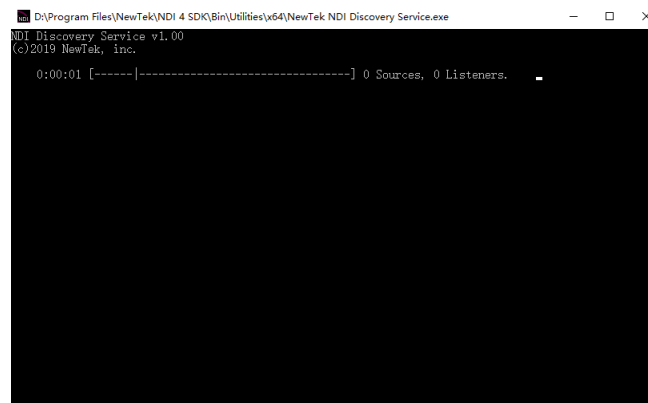 D:\Program Files\NewTek\NDI 4 SDK\Bin\Utilities\x64\NewTek NDI Discovery Service.exe
NDI Discovery Service v1.00
(c)2019 NewTek, inc.
0:00:01 [------|---------------------------------] 0 Sources, 0 Listeners.